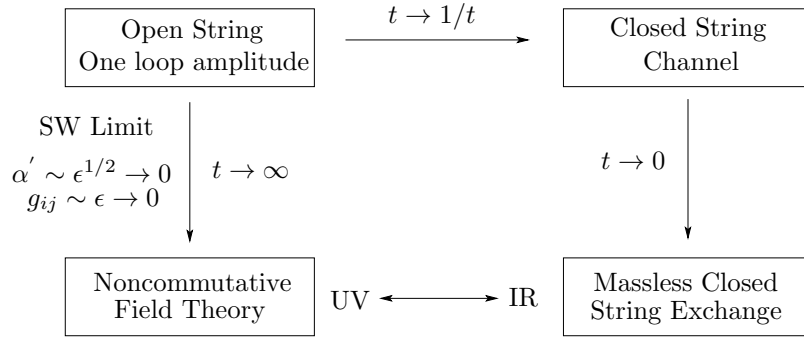 Open String
One loop amplitude
t → 1/t
Closed String
Channel
SW Limit
α′ ∼ ϵ^{1/2} → 0
g_{ij} ∼ ϵ → 0
t → ∞
t → 0
Noncommutative
Field Theory
UV
IR
Massless Closed
String Exchange